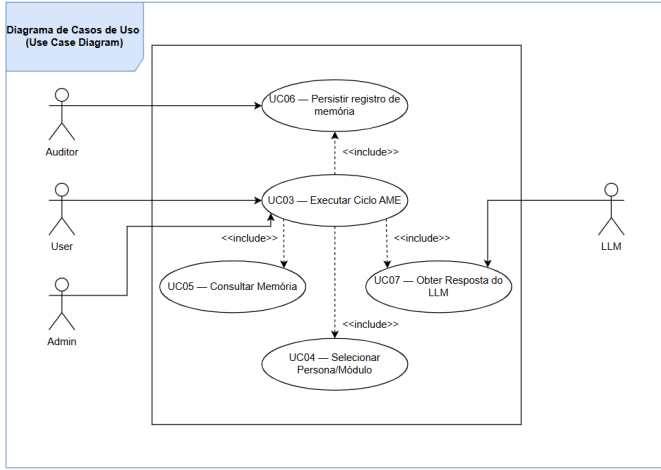 Diagrama de Casos de Uso
(Use Case Diagram)
UC06 — Persistir registro de
memória
Auditor
<<include>>
UC03 — Executar Ciclo AME
User
<<include>>
<<include>>
LLM
UC05 — Consultar Memória
UC07 — Obter Resposta do
LLM
Admin
<<include>>
UC04 — Selecionar
Persona/Módulo